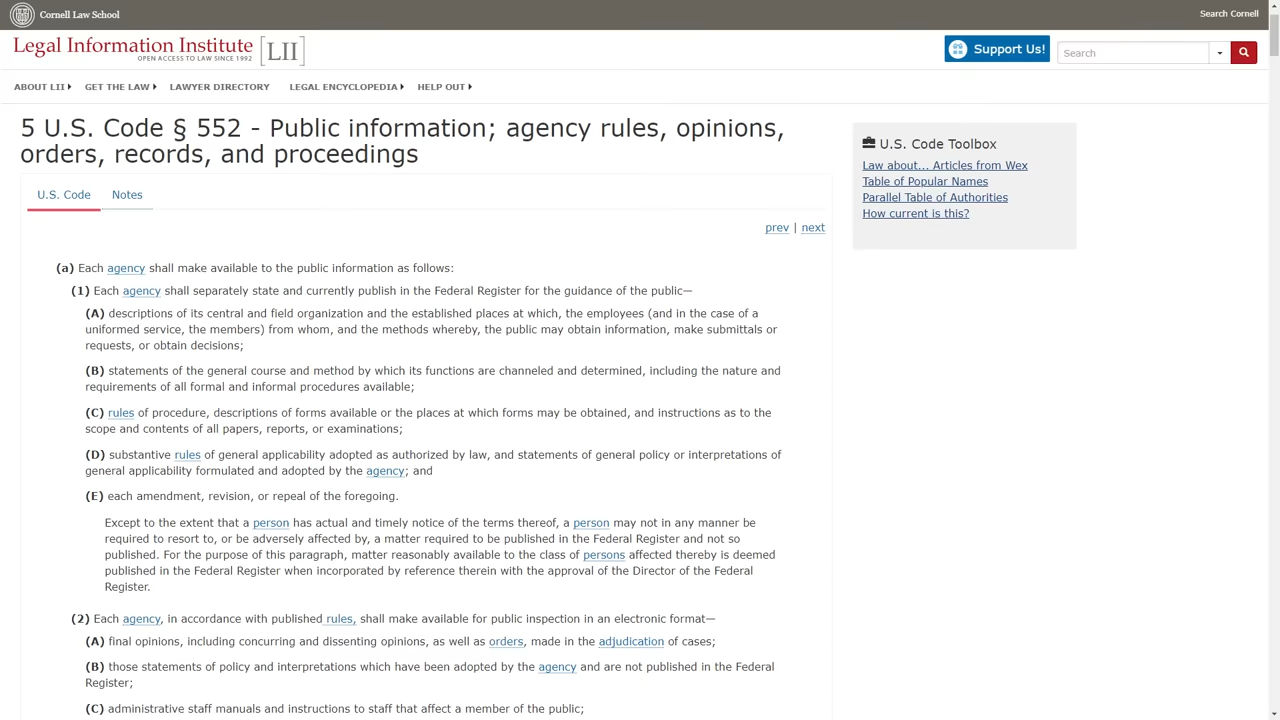 Cornell Law School
Search Cornell
Legal Information Institute [LII]
OPEN ACCESS TO LAW SINCE 1992
Support Us!
Search
ABOUT LII
GET THE LAW
LAWYER DIRECTORY
LEGAL ENCYCLOPEDIA
HELP OUT
5 U.S. Code § 552 - Public information; agency rules, opinions,
orders, records, and proceedings
U.S. Code Toolbox
Law about... Articles from Wex
Table of Popular Names
Parallel Table of Authorities
How current is this?
U.S. Code
Notes
prev | next
(a) Each agency shall make available to the public information as follows:
(1) Each agency shall separately state and currently publish in the Federal Register for the guidance of the public—
(A) descriptions of its central and field organization and the established places at which, the employees (and in the case of a
uniformed service, the members) from whom, and the methods whereby, the public may obtain information, make submittals or
requests, or obtain decisions;
(B) statements of the general course and method by which its functions are channeled and determined, including the nature and
requirements of all formal and informal procedures available;
(C) rules of procedure, descriptions of forms available or the places at which forms may be obtained, and instructions as to the
scope and contents of all papers, reports, or examinations;
(D) substantive rules of general applicability adopted as authorized by law, and statements of general policy or interpretations of
general applicability formulated and adopted by the agency; and
(E) each amendment, revision, or repeal of the foregoing.
Except to the extent that a person has actual and timely notice of the terms thereof, a person may not in any manner be
required to resort to, or be adversely affected by, a matter required to be published in the Federal Register and not so
published. For the purpose of this paragraph, matter reasonably available to the class of persons affected thereby is deemed
published in the Federal Register when incorporated by reference therein with the approval of the Director of the Federal
Register.
(2) Each agency, in accordance with published rules, shall make available for public inspection in an electronic format—
(A) final opinions, including concurring and dissenting opinions, as well as orders, made in the adjudication of cases;
(B) those statements of policy and interpretations which have been adopted by the agency and are not published in the Federal
Register;
(C) administrative staff manuals and instructions to staff that affect a member of the public;